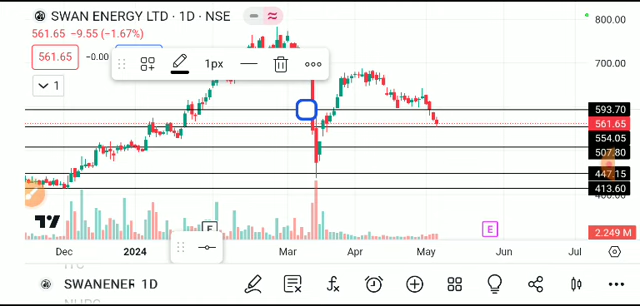 SWAN ENERGY LTD · 1D · NSE
561.65 −9.55 (−1.67%)
561.65 −0.00
1px
1
800.00
700.00
593.70
561.65
554.05
507.80
447.15
413.60
2.249 M
E
E
Dec 2024 Mar Apr May Jun Jul
SWANENER 1D